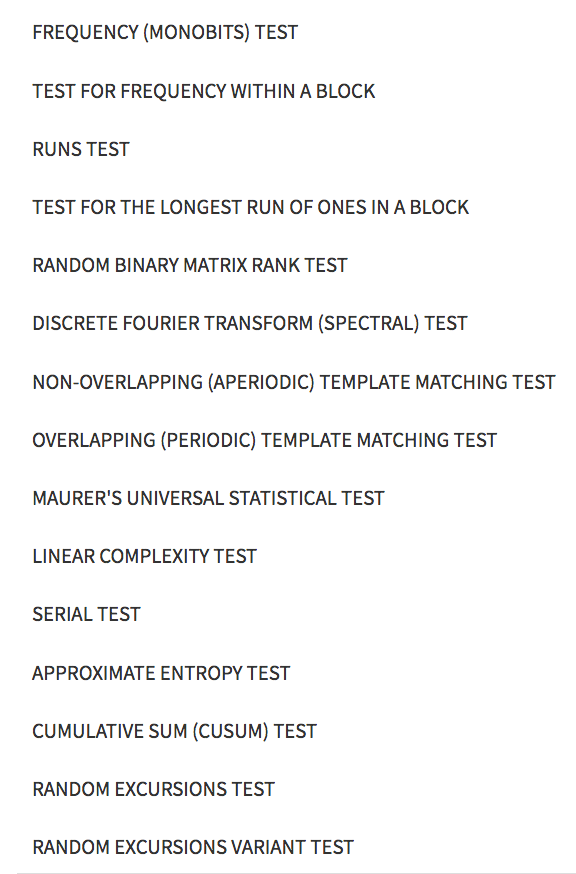 FREQUENCY (MONOBITS) TEST
TEST FOR FREQUENCY WITHIN A BLOCK
RUNS TEST
TEST FOR THE LONGEST RUN OF ONES IN A BLOCK
RANDOM BINARY MATRIX RANK TEST
DISCRETE FOURIER TRANSFORM (SPECTRAL) TEST
NON-OVERLAPPING (APERIODIC) TEMPLATE MATCHING TEST
OVERLAPPING (PERIODIC) TEMPLATE MATCHING TEST
MAURER'S UNIVERSAL STATISTICAL TEST
LINEAR COMPLEXITY TEST
SERIAL TEST
APPROXIMATE ENTROPY TEST
CUMULATIVE SUM (CUSUM) TEST
RANDOM EXCURSIONS TEST
RANDOM EXCURSIONS VARIANT TEST